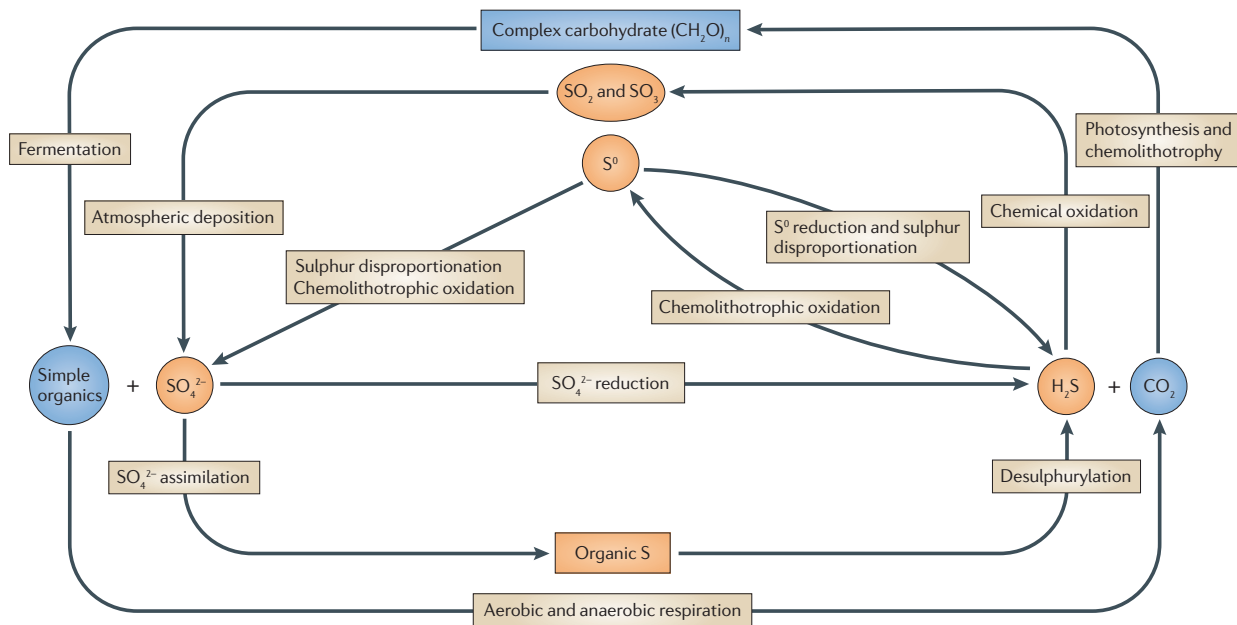 Complex carbohydrate (CH₂O)ₙ
SO₂ and SO₃
S⁰
Photosynthesis and
chemolithotrophy
Fermentation
Atmospheric deposition
Chemical oxidation
S⁰ reduction and sulphur
disproportionation
Sulphur disproportionation
Chemolithotrophic oxidation
Chemolithotrophic oxidation
Simple
organics
+
SO₄²⁻
SO₄²⁻ reduction
H₂S
+
CO₂
SO₄²⁻ assimilation
Desulphurylation
Organic S
Aerobic and anaerobic respiration